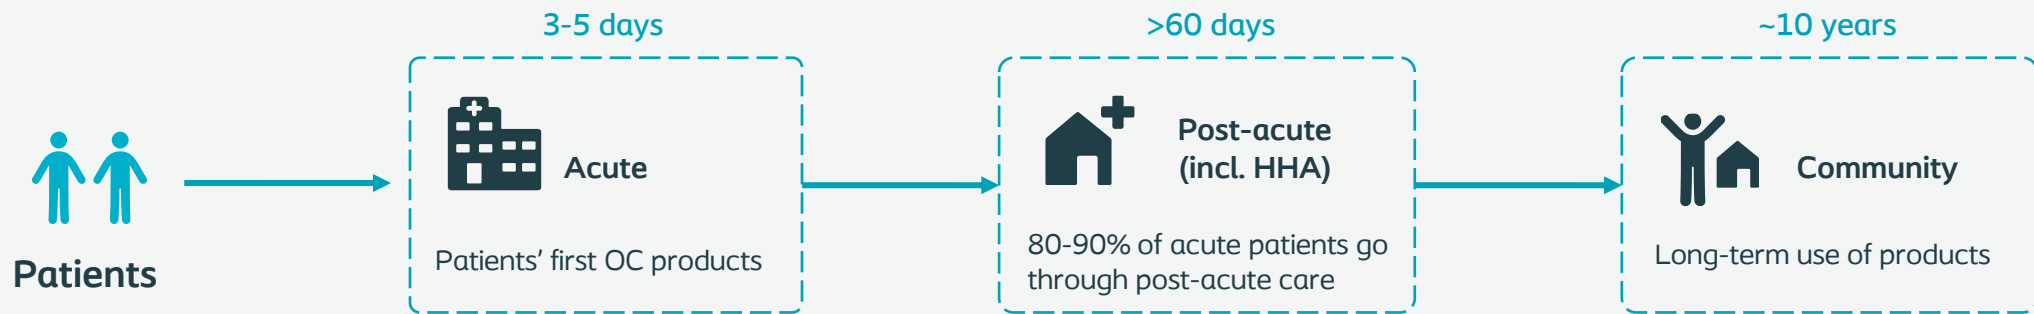 3-5 days
>60 days
~10 years
Patients
Acute
Patients’ first OC products
Post-acute
(incl. HHA)
80-90% of acute patients go
through post-acute care
Community
Long-term use of products